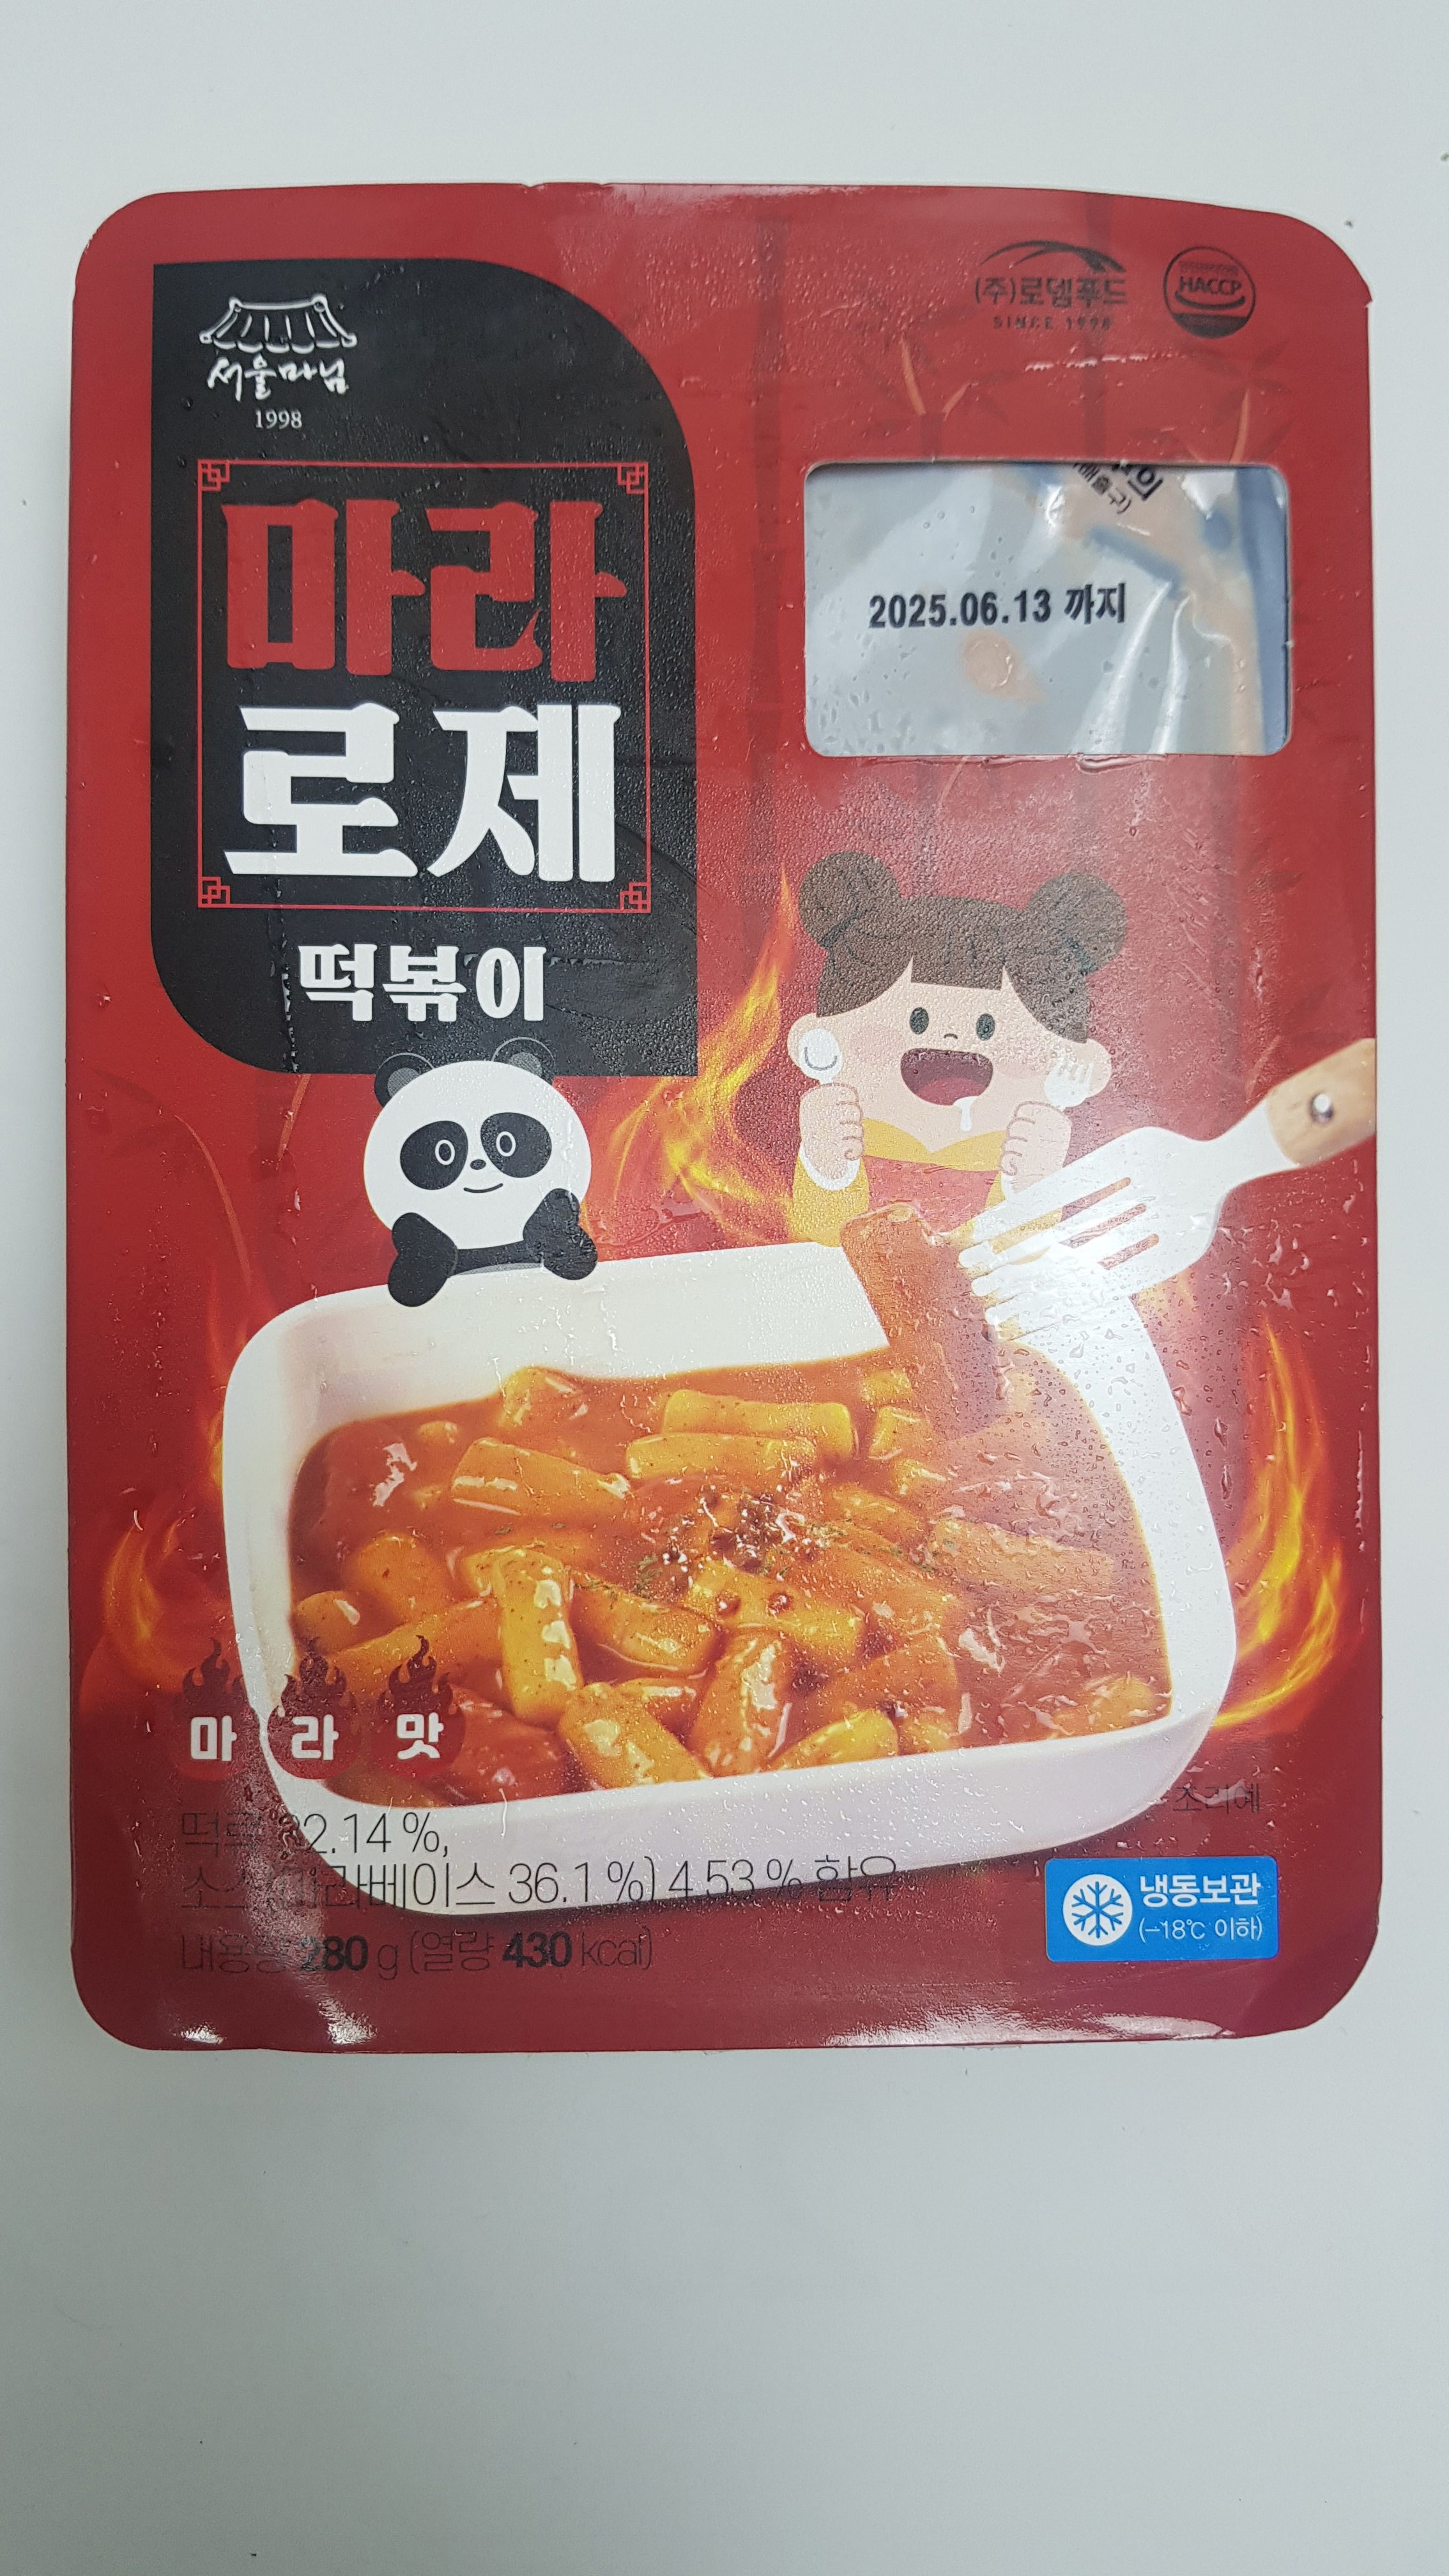 서울마님
1998
(주)로뎀푸드
SINCE 1998
HACCP
마라
로제
떡볶이
2025.06.13 까지
마라맛
떡류 32.14 %,
소스(마라베이스 36.1 %) 4.53 % 함유
내용량 280 g (열량 430 kcal)
조리예
냉동보관
(-18℃ 이하)